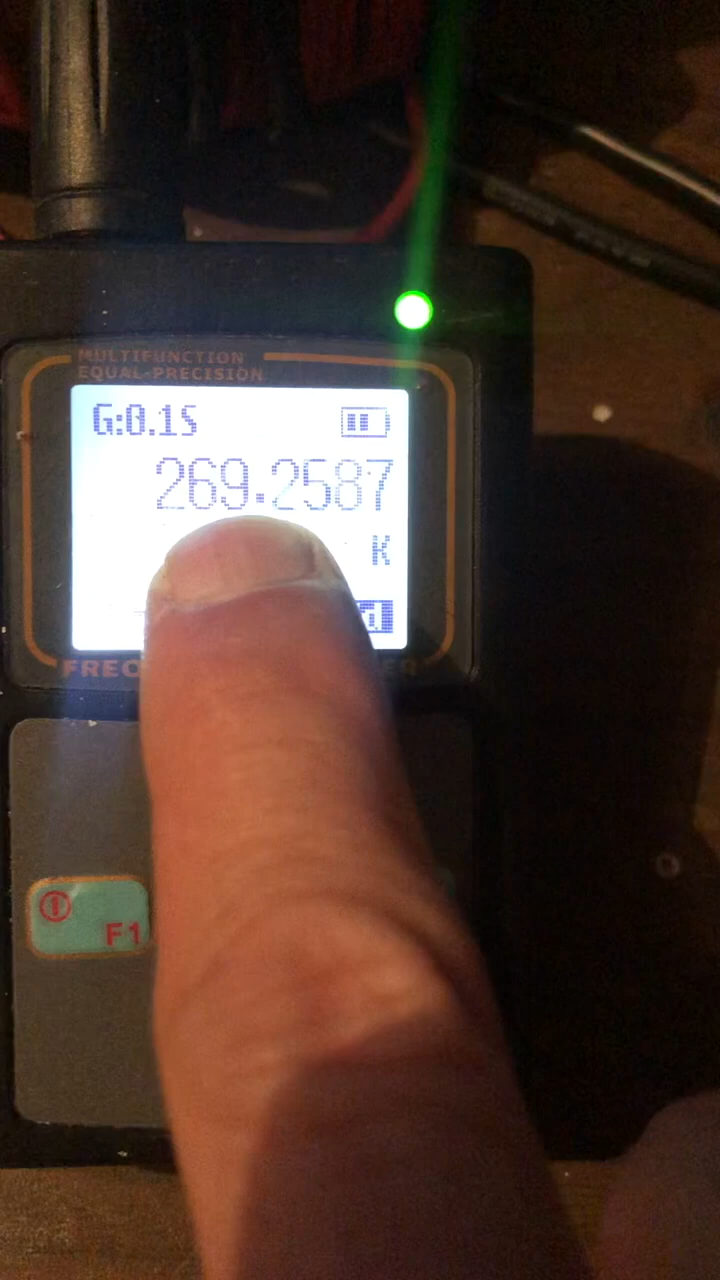 MULTIFUNCTION
EQUAL-PRECISION
G:0.1S
269.2587
K
F1